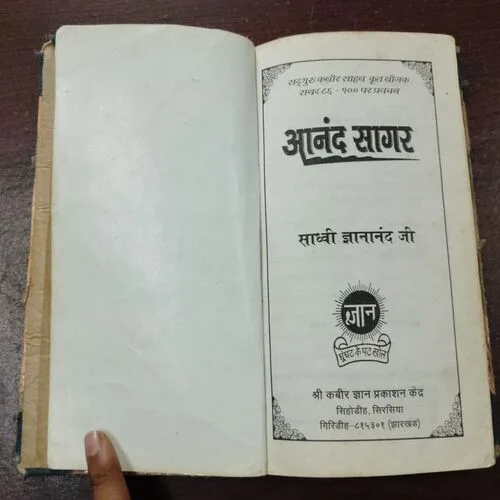 सद्गुरु कबीर साहब कृत बीजक
सबद ८६ - १०० पर प्रवचन
आनंद सागर
साध्वी ज्ञानानंद जी
ज्ञान
घूंघट के पट खोल
श्री कबीर ज्ञान प्रकाशन केंद्र
सिहोडीह, सिरसिया
गिरिडीह-८१५३०१ (झारखंड)